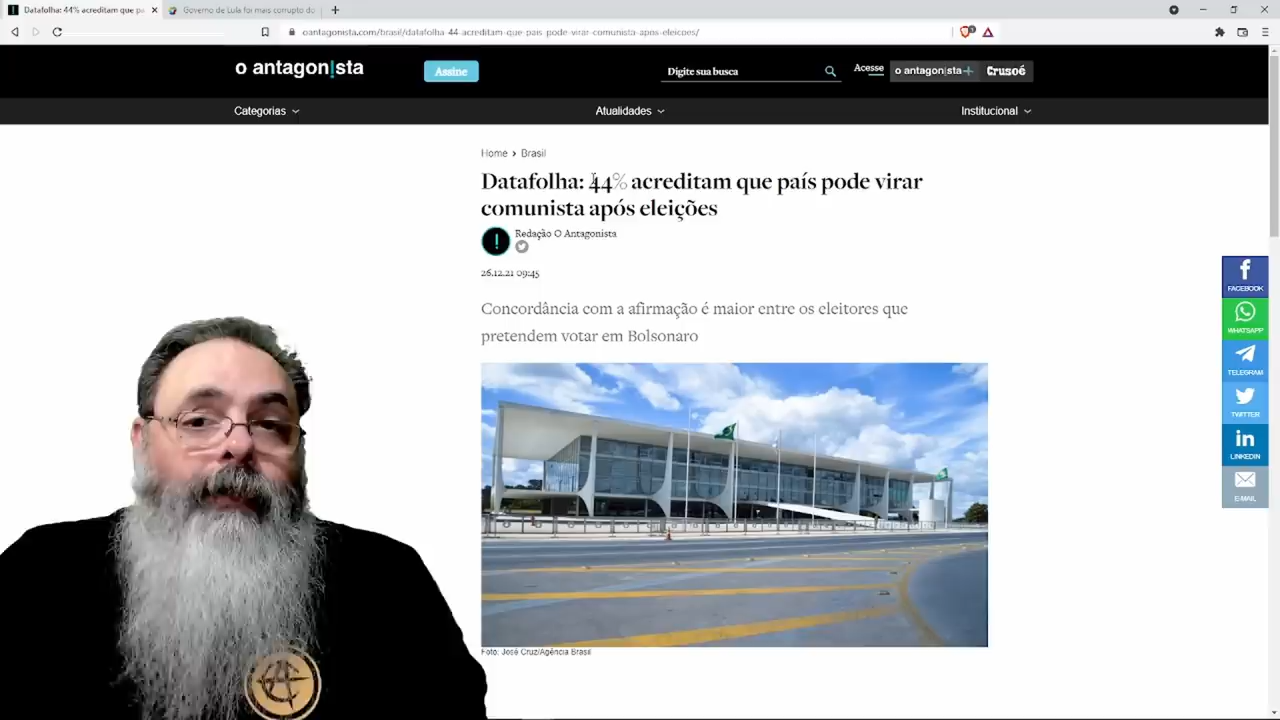 Datafolha: 44% acreditam que pa
Governo de Lula foi mais corrupto do
oantagonista.com/brasil/datafolha-44-acreditam-que-pais-pode-virar-comunista-apos-eleicoes/
o antagon!sta
Assine
Digite sua busca
Acesse
o antagon|sta+
Crusoé
Categorias
Atualidades
Institucional
Home › Brasil
Datafolha: 44% acreditam que país pode virar
comunista após eleições
Redação O Antagonista
26.12.21 09:45
Concordância com a afirmação é maior entre os eleitores que
pretendem votar em Bolsonaro
FACEBOOK
WHATSAPP
TELEGRAM
TWITTER
LINKEDIN
E-MAIL
Foto: José Cruz/Agência Brasil